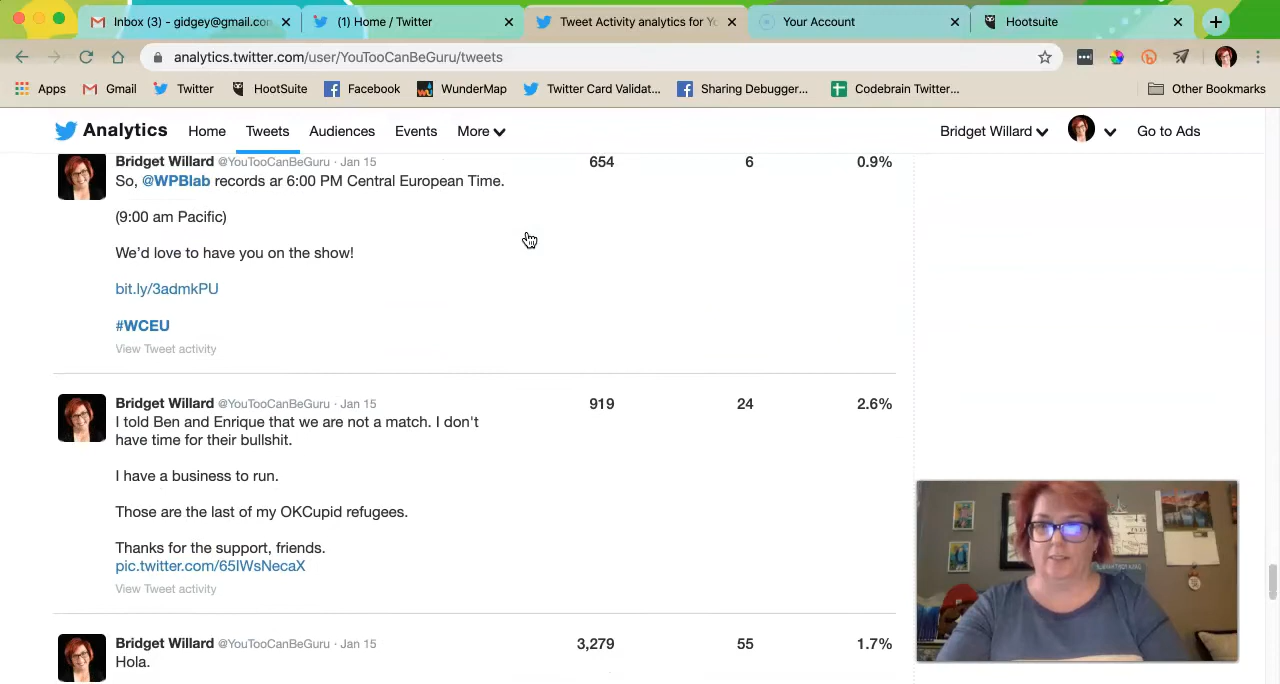 Inbox (3) - gidgey@gmail.con
(1) Home / Twitter
Tweet Activity analytics for Yo
Your Account
Hootsuite
analytics.twitter.com/user/YouTooCanBeGuru/tweets
Apps
Gmail
Twitter
HootSuite
Facebook
WunderMap
Twitter Card Validat...
Sharing Debugger...
Codebrain Twitter...
Other Bookmarks
Analytics
Home
Tweets
Audiences
Events
More
Bridget Willard
Go to Ads
Bridget Willard @YouTooCanBeGuru · Jan 15 654 6 0.9%
So, @WPBlab records ar 6:00 PM Central European Time.
(9:00 am Pacific)
We'd love to have you on the show!
bit.ly/3admkPU
#WCEU
View Tweet activity
Bridget Willard @YouTooCanBeGuru · Jan 15 919 24 2.6%
I told Ben and Enrique that we are not a match. I don't
have time for their bullshit.
I have a business to run.
Those are the last of my OKCupid refugees.
Thanks for the support, friends.
pic.twitter.com/65IWsNecaX
View Tweet activity
Bridget Willard @YouTooCanBeGuru · Jan 15 3,279 55 1.7%
Hola.